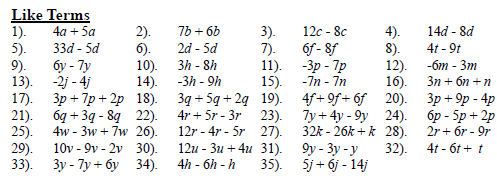 Like Terms
1). 4a + 5a 2). 7b + 6b 3). 12c - 8c 4). 14d - 8d
5). 33d - 5d 6). 2d - 5d 7). 6f - 8f 8). 4t - 9t
9). 6y - 7y 10). 3h - 8h 11). -3p - 7p 12). -6m - 3m
13). -2j - 4j 14). -3h - 9h 15). -7n - 7n 16). 3n + 6n + n
17). 3p + 7p + 2p 18). 3q + 5q + 2q 19). 4f + 9f + 6f 20). 3p + 9p - 4p
21). 6q + 3q - 8q 22). 4r + 5r - 3r 23). 7y + 4y - 9y 24). 6p - 5p + 2p
25). 4w - 3w + 7w 26). 12r - 4r - 5r 27). 32k - 26k + k 28). 2r + 6r - 9r
29). 10v - 9v - 2v 30). 12u - 3u + 4u 31). 9y - 3y - y 32). 4t - 6t + t
33). 3y - 7y + 6y 34). 4h - 6h - h 35). 5j + 6j - 14j